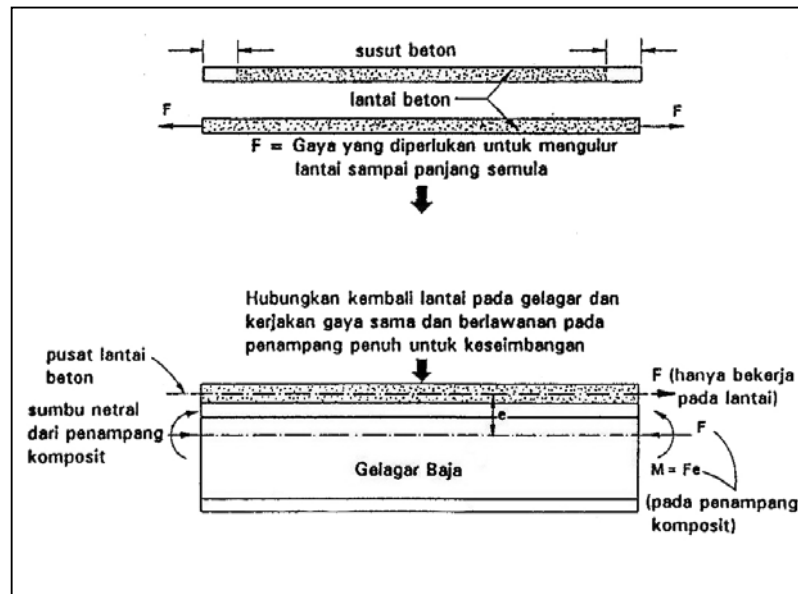 susut beton
lantai beton
F
F
F = Gaya yang diperlukan untuk mengulur
lantai sampai panjang semula
Hubungkan kembali lantai pada gelagar dan
kerjakan gaya sama dan berlawanan pada
penampang penuh untuk keseimbangan
pusat lantai
beton
sumbu netral
dari penampang
komposit
e
Gelagar Baja
F (hanya bekerja
pada lantai)
F
M = Fe
(pada penampang
komposit)